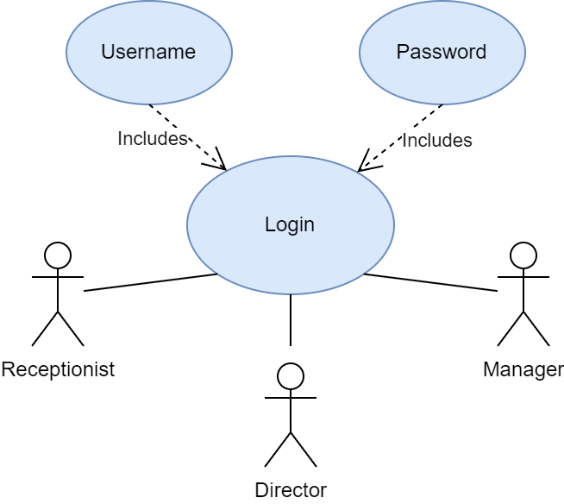 Username
Password
Includes
Includes
Login
Receptionist
Manager
Director